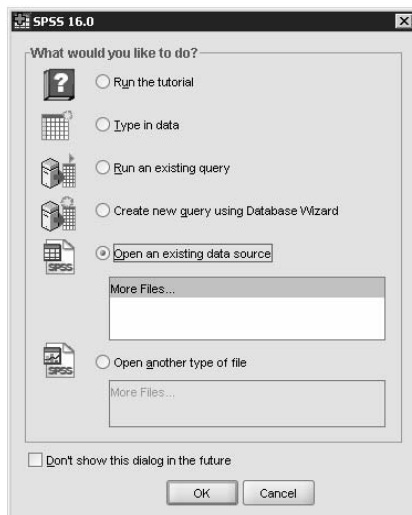 SPSS 16.0
What would you like to do?
Run the tutorial
Type in data
Run an existing query
Create new query using Database Wizard
SPSS
Open an existing data source
More Files...
SPSS
Open another type of file
More Files...
Don't show this dialog in the future
OK
Cancel